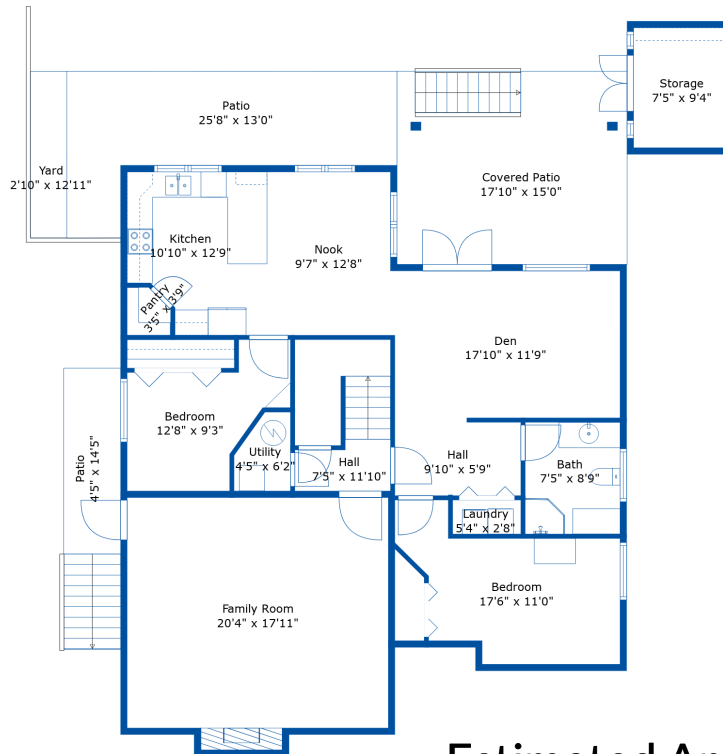 Storage
7'5" x 9'4"
Patio
25'8" x 13'0"
Yard
2'10" x 12'11"
Covered Patio
17'10" x 15'0"
Kitchen
10'10" x 12'9"
Nook
9'7" x 12'8"
Pantry
3'5" x 3'9"
Den
17'10" x 11'9"
Bedroom
12'8" x 9'3"
Patio
4'5" x 14'5"
Utility
4'5" x 6'2"
Hall
7'5" x 11'10"
Hall
9'10" x 5'9"
Bath
7'5" x 8'9"
Laundry
5'4" x 2'8"
Bedroom
17'6" x 11'0"
Family Room
20'4" x 17'11"